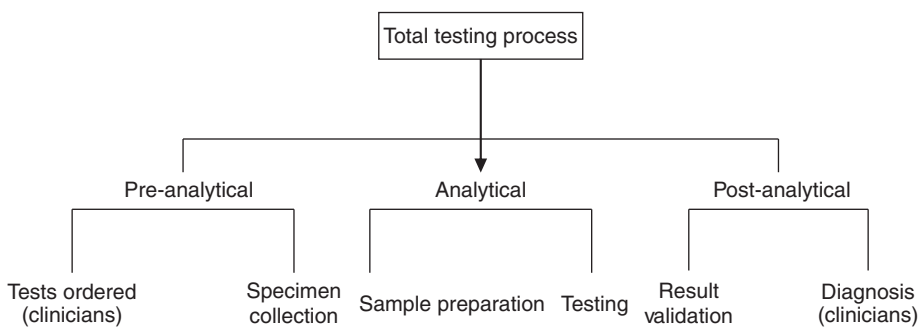 Total testing process
Pre-analytical
Analytical
Post-analytical
Tests ordered
(clinicians)
Specimen
collection
Sample preparation
Testing
Result
validation
Diagnosis
(clinicians)